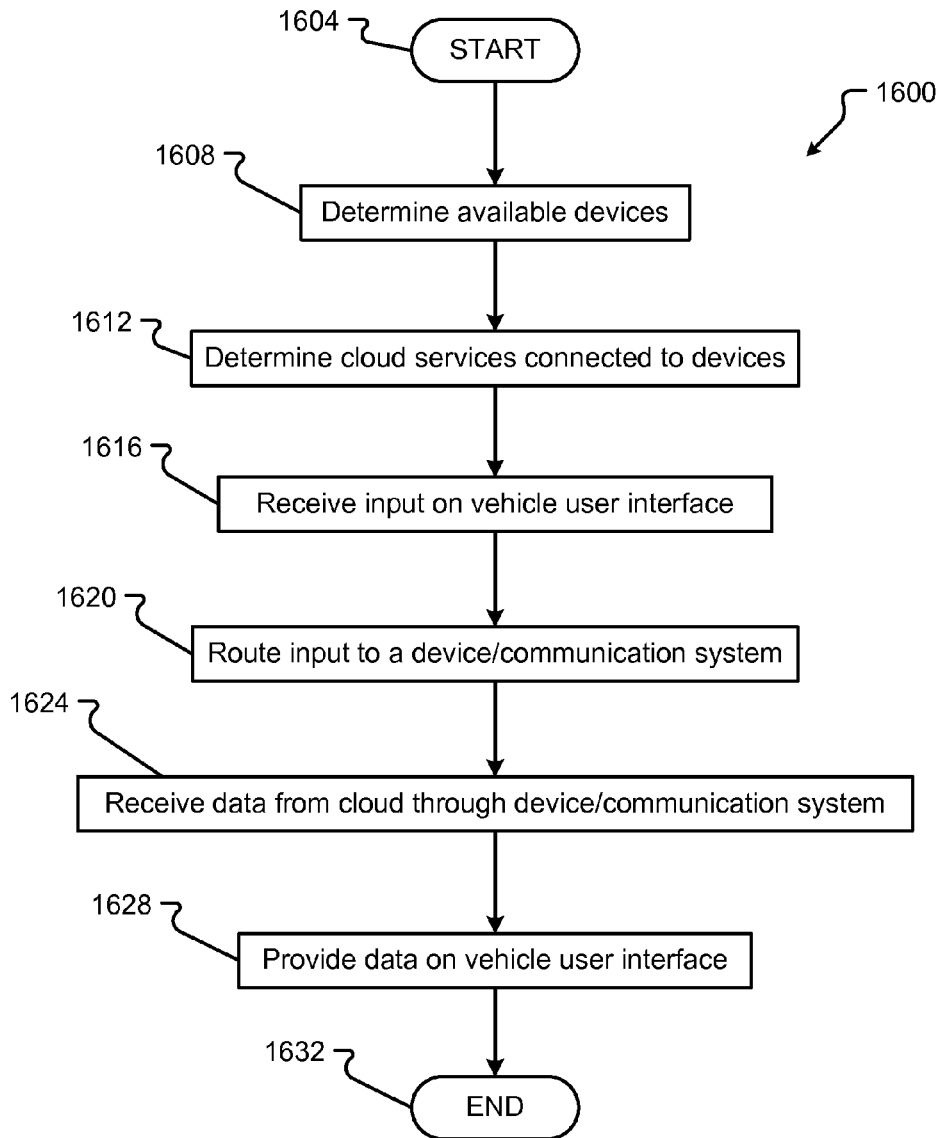 1604
START
1600
1608
Determine available devices
1612
Determine cloud services connected to devices
1616
Receive input on vehicle user interface
1620
Route input to a device/communication system
1624
Receive data from cloud through device/communication system
1628
Provide data on vehicle user interface
1632
END